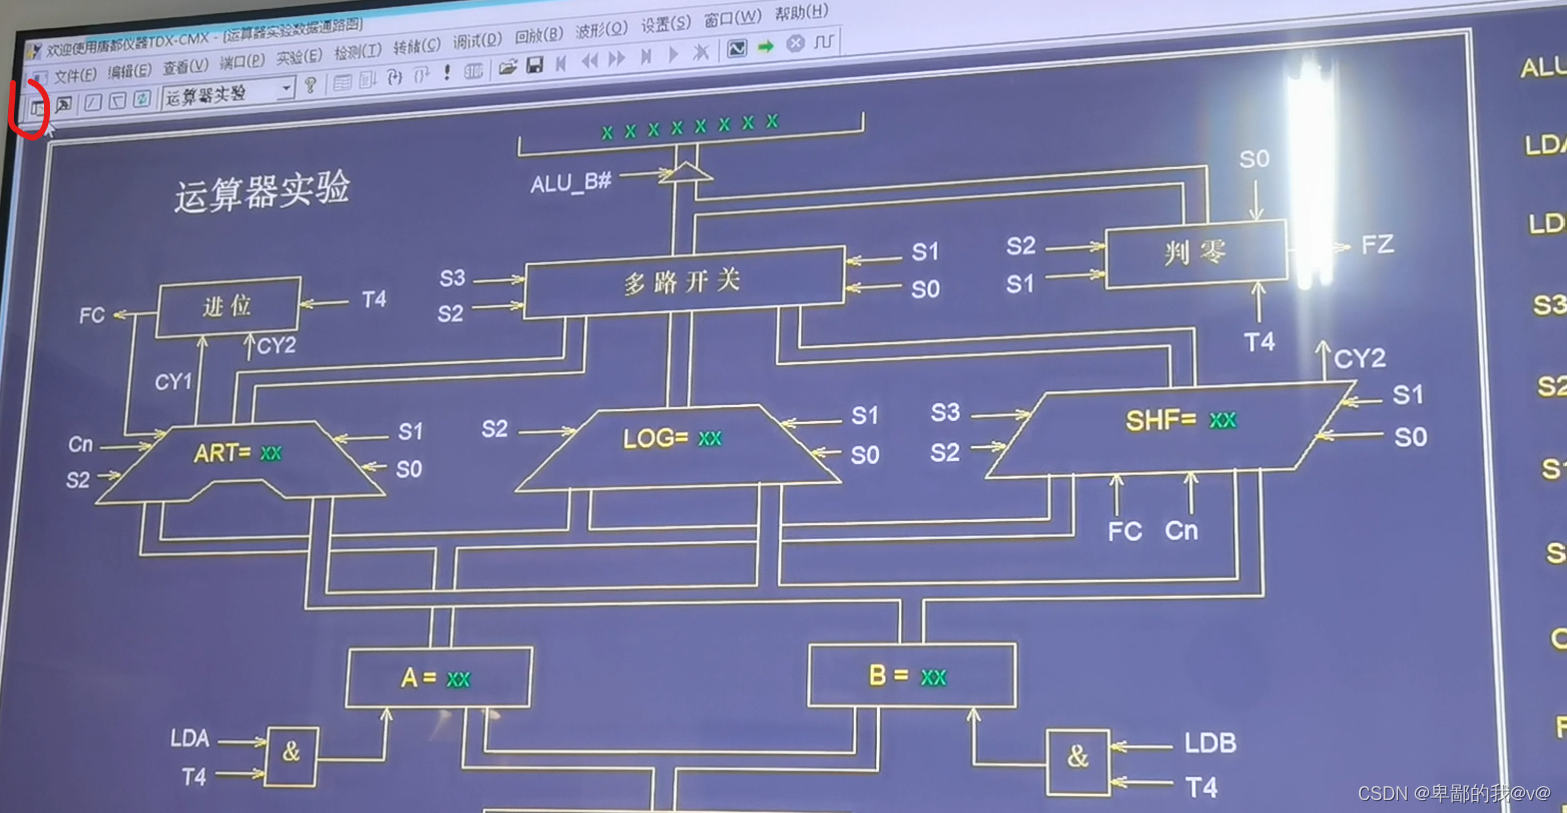 欢迎使用唐都仪器TDX-CMX - [运算器实验数据通路图]
文件(F) 编辑(E) 查看(V) 端口(P) 实验(E) 检测(I) 转储(C) 调试(D) 回放(B) 波形(O) 设置(S) 窗口(W) 帮助(H)
运算器实验
X X X X X X X X
ALU_B#
运算器实验
S0
S2
判零
FZ
S1
T4
S3
多路开关
S1
S2
S0
FC
进位
T4
CY1
CY2
CY2
Cn
S2
ART= XX
S1
S0
S2
LOG= XX
S1
S0
S3
S2
SHF= XX
S1
S0
FC
Cn
A = XX
B = XX
LDA
T4
&
&
LDB
T4
ALU
LDA
LD
S3
S2
S
CSDN @卑鄙的我@v@